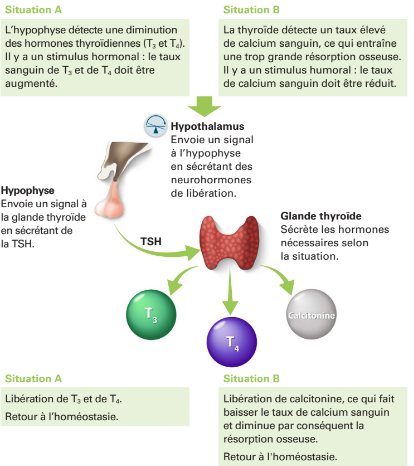 Situation A
L'hypophyse détecte une diminution
des hormones thyroïdiennes (T₃ et T₄).
Il y a un stimulus hormonal : le taux
sanguin de T₃ et de T₄ doit être
augmenté.
Situation B
La thyroïde détecte un taux élevé
de calcium sanguin, ce qui entraîne
une trop grande résorption osseuse.
Il y a un stimulus humoral : le taux
de calcium sanguin doit être réduit.
Hypothalamus
Envoie un signal
à l'hypophyse
en sécrétant des
neurohormones
de libération.
Hypophyse
Envoie un signal à
la glande thyroïde
en sécrétant de
la TSH.
TSH
Glande thyroïde
Sécrète les hormones
nécessaires selon
la situation.
T₃
T₄
Calcitonine
Situation A
Libération de T₃ et de T₄.
Retour à l'homéostasie.
Situation B
Libération de calcitonine, ce qui fait
baisser le taux de calcium sanguin
et diminue par conséquent la
résorption osseuse.
Retour à l'homéostasie.